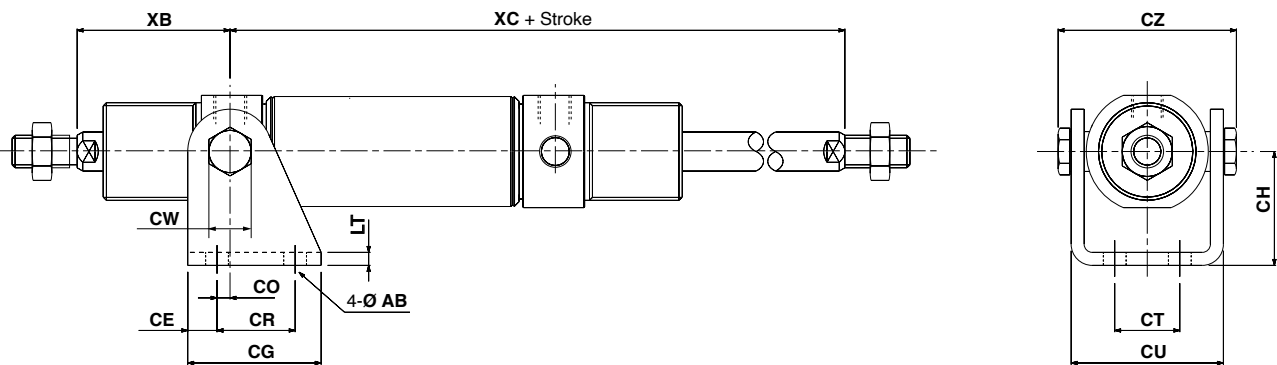 XB
XC + Stroke
CZ
CW
LT
CH
CO
4-Ø AB
CE
CR
CT
CG
CU